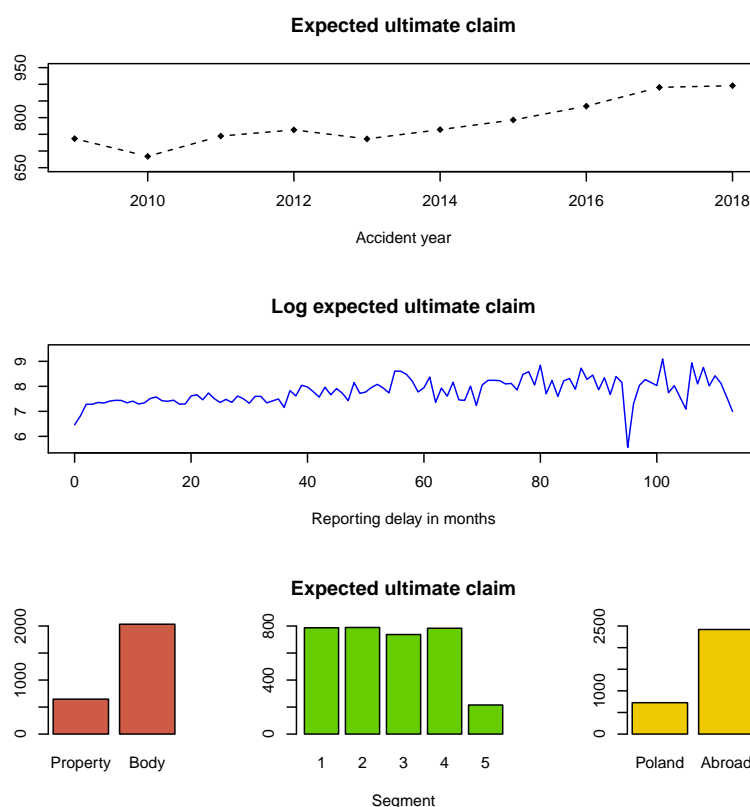 Expected ultimate claim
950
800
650
2010 2012 2014 2016 2018
Accident year
Log expected ultimate claim
9
8
7
6
0 20 40 60 80 100
Reporting delay in months
Expected ultimate claim
2000
1000
0
Property Body
800
400
0
1 2 3 4 5
Segment
2500
1000
0
Poland Abroad